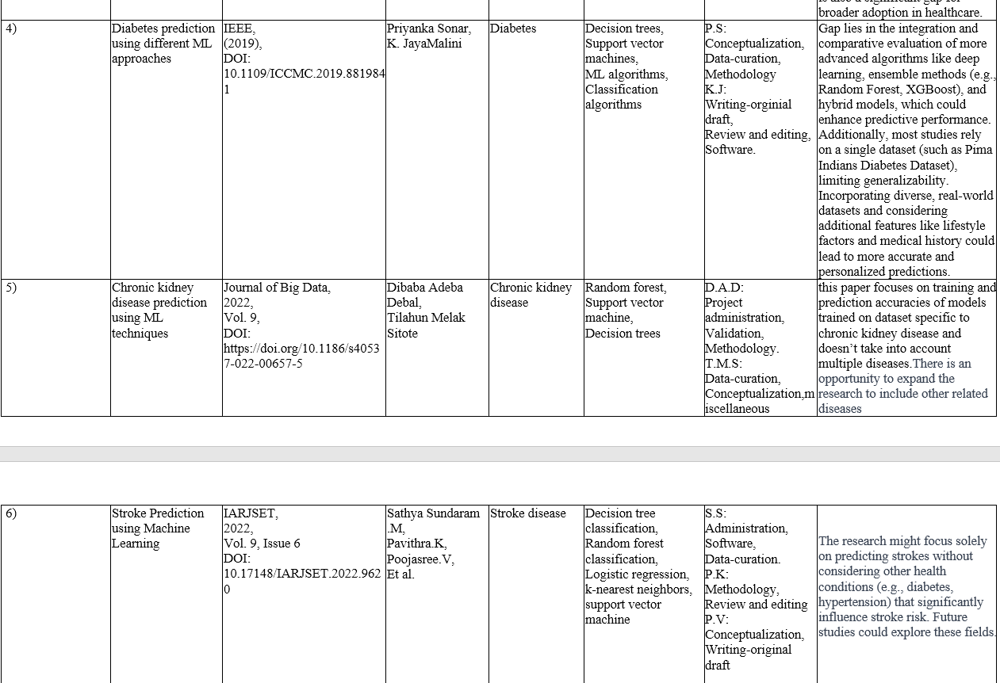 broader adoption in healthcare.
4)
Diabetes prediction
using different ML
approaches
IEEE,
(2019),
DOI:
10.1109/ICCMC.2019.881984
1
Priyanka Sonar,
K. JayaMalini
Diabetes
Decision trees,
Support vector
machines,
ML algorithms,
Classification
algorithms
P.S:
Conceptualization,
Data-curation,
Methodology
K.J:
Writing-orginial
draft,
Review and editing,
Software.
Gap lies in the integration and
comparative evaluation of more
advanced algorithms like deep
learning, ensemble methods (e.g.,
Random Forest, XGBoost), and
hybrid models, which could
enhance predictive performance.
Additionally, most studies rely
on a single dataset (such as Pima
Indians Diabetes Dataset),
limiting generalizability.
Incorporating diverse, real-world
datasets and considering
additional features like lifestyle
factors and medical history could
lead to more accurate and
personalized predictions.
5)
Chronic kidney
disease prediction
using ML
techniques
Journal of Big Data,
2022,
Vol. 9,
DOI:
https://doi.org/10.1186/s4053
7-022-00657-5
Dibaba Adeba
Debal,
Tilahun Melak
Sitote
Chronic kidney
disease
Random forest,
Support vector
machine,
Decision trees
D.A.D:
Project
administration,
Validation,
Methodology.
T.M.S:
Data-curation,
Conceptualization,m
iscellaneous
this paper focuses on training and
prediction accuracies of models
trained on dataset specific to
chronic kidney disease and
doesn’t take into account
multiple diseases.There is an
opportunity to expand the
research to include other related
diseases
6)
Stroke Prediction
using Machine
Learning
IARJSET,
2022,
Vol. 9, Issue 6
DOI:
10.17148/IARJSET.2022.962
0
Sathya Sundaram
.M,
Pavithra.K,
Poojasree.V,
Et al.
Stroke disease
Decision tree
classification,
Random forest
classification,
Logistic regression,
k-nearest neighbors,
support vector
machine
S.S:
Administration,
Software,
Data-curation.
P.K:
Methodology,
Review and editing
P.V:
Conceptualization,
Writing-original
draft
The research might focus solely
on predicting strokes without
considering other health
conditions (e.g., diabetes,
hypertension) that significantly
influence stroke risk. Future
studies could explore these fields.